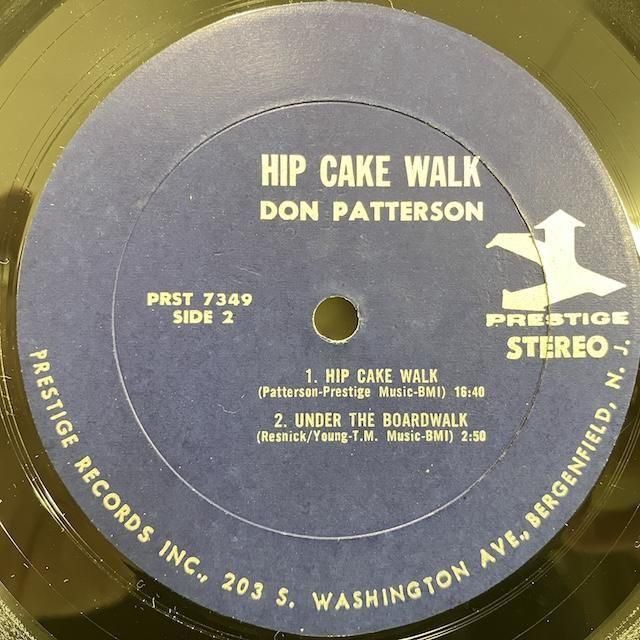 HIP CAKE WALK
DON PATTERSON
PRST 7349
SIDE 2
PRESTIGE
STEREO
1. HIP CAKE WALK
(Patterson-Prestige Music-BMI) 16:40
2. UNDER THE BOARDWALK
(Resnick/Young-T.M. Music-BMI) 2:50
PRESTIGE RECORDS INC., 203 S. WASHINGTON AVE., BERGENFIELD, N. J.